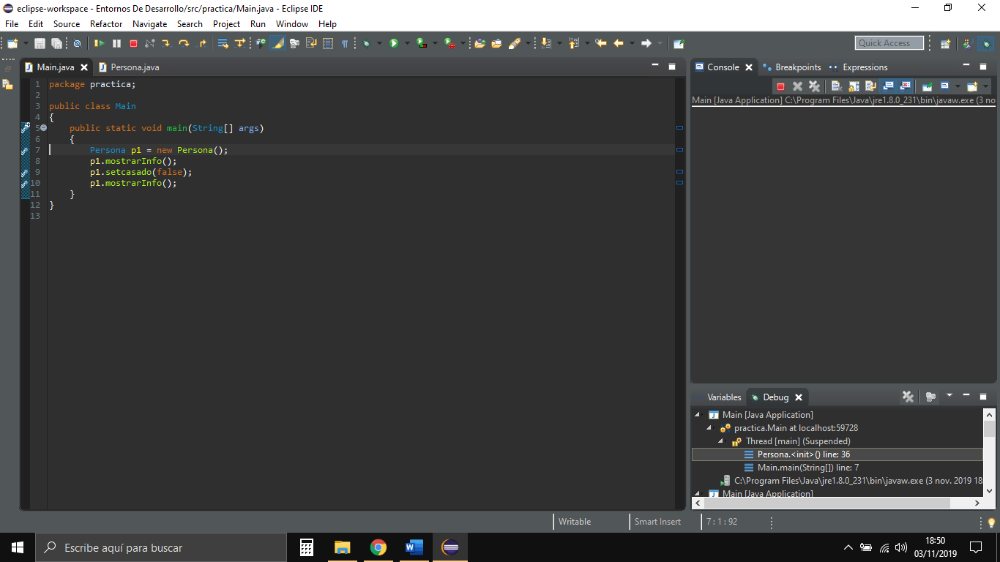 eclipse-workspace - Entornos De Desarrollo/src/practica/Main.java - Eclipse IDE
File Edit Source Refactor Navigate Search Project Run Window Help
Quick Access
Main.java Persona.java
1 package practica;
2
3 public class Main
4 {
5 public static void main(String[] args)
6 {
7 Persona p1 = new Persona();
8 p1.mostrarInfo();
9 p1.setcasado(false);
10 p1.mostrarInfo();
11 }
12 }
13
Console Breakpoints Expressions
Main [Java Application] C:\Program Files\Java\jre1.8.0_231\bin\javaw.exe (3 no
Variables Debug
Main [Java Application]
practica.Main at localhost:59728
Thread [main] (Suspended)
Persona.<init>() line: 36
Main.main(String[]) line: 7
C:\Program Files\Java\jre1.8.0_231\bin\javaw.exe (3 nov. 2019 18
Main [Java Application]
Writable Smart Insert 7 : 1 : 92
Escribe aquí para buscar
18:50
03/11/2019